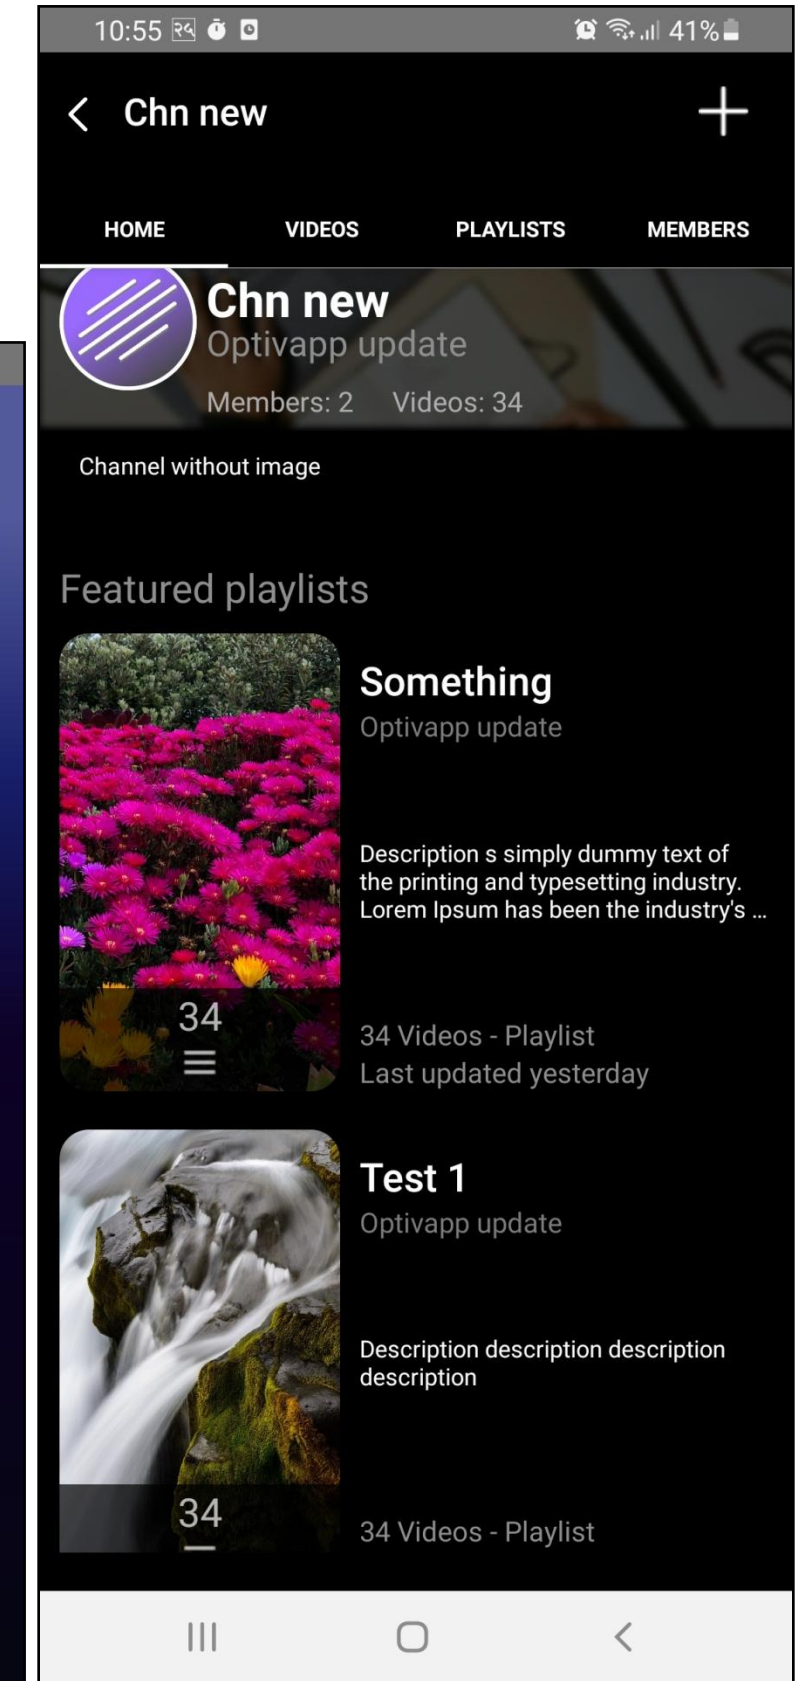 10:55 २५
41%
Chn new
HOME VIDEOS PLAYLISTS MEMBERS
Chn new
Optivapp update
Members: 2 Videos: 34
Channel without image
Featured playlists
Something
Optivapp update
Description s simply dummy text of
the printing and typesetting industry.
Lorem Ipsum has been the industry's ...
34
34 Videos - Playlist
Last updated yesterday
Test 1
Optivapp update
Description description description
description
34
34 Videos - Playlist